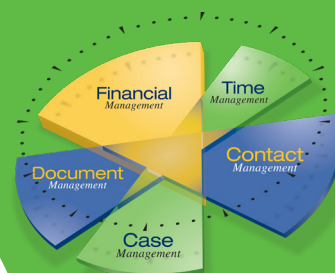 Financial
Management
Time
Management
Contact
Management
Document
Management
Case
Management